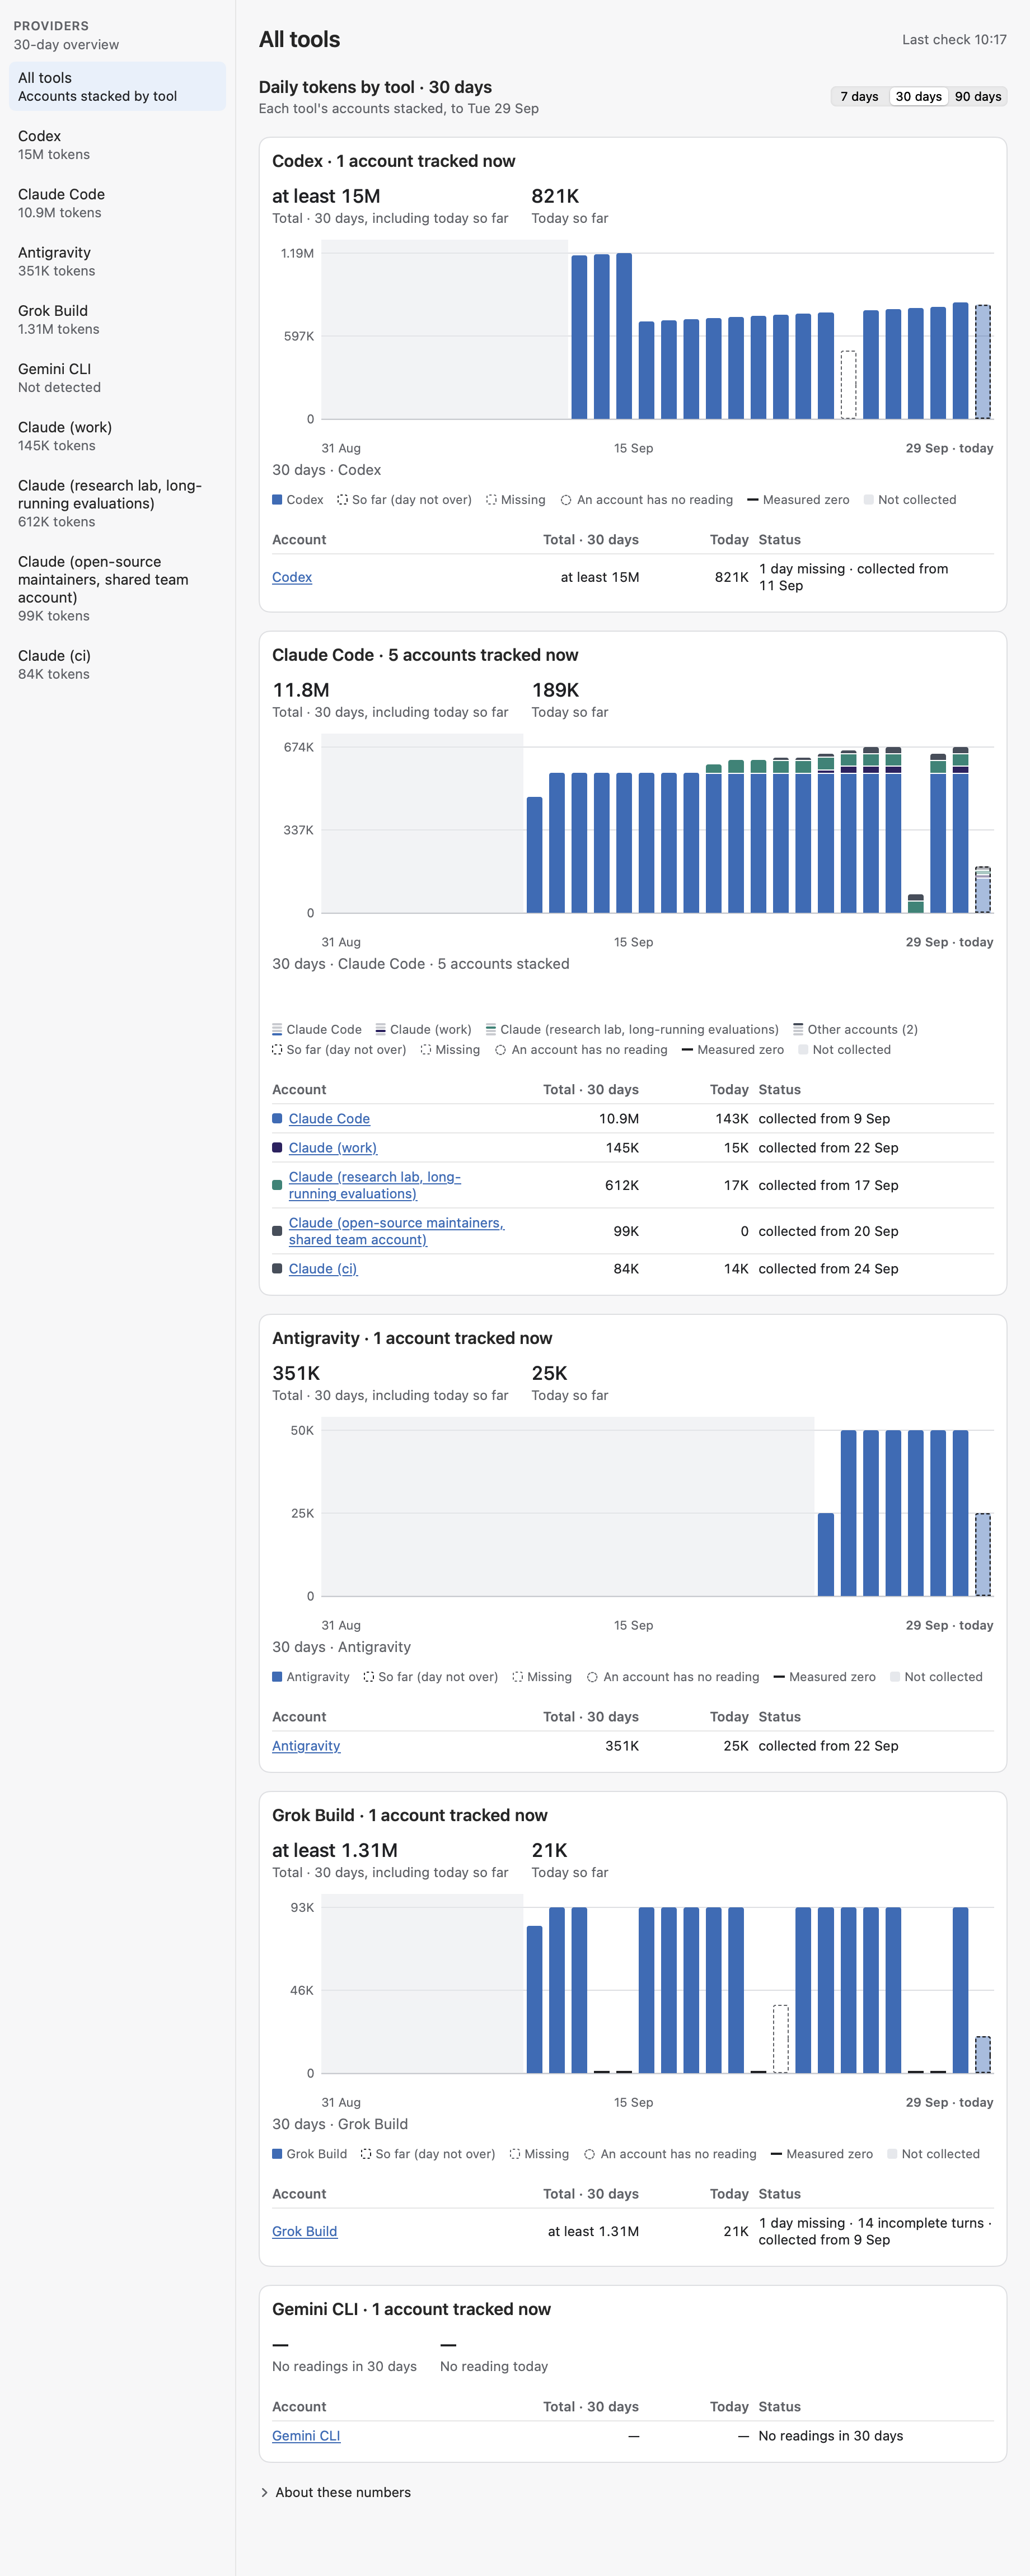 PROVIDERS
30-day overview
All tools
Accounts stacked by tool
Codex
15M tokens
Claude Code
10.9M tokens
Antigravity
351K tokens
Grok Build
1.31M tokens
Gemini CLI
Not detected
Claude (work)
145K tokens
Claude (research lab, long-
running evaluations)
612K tokens
Claude (open-source
maintainers, shared team
account)
99K tokens
Claude (ci)
84K tokens
All tools
Last check 10:17
Daily tokens by tool · 30 days
Each tool's accounts stacked, to Tue 29 Sep
7 days 30 days 90 days
Codex · 1 account tracked now
at least 15M 821K
Total · 30 days, including today so far Today so far
1.19M
597K
0
31 Aug 15 Sep 29 Sep · today
30 days · Codex
Codex So far (day not over) Missing An account has no reading Measured zero Not collected
Account Total · 30 days Today Status
Codex at least 15M 821K 1 day missing · collected from
11 Sep
Claude Code · 5 accounts tracked now
11.8M 189K
Total · 30 days, including today so far Today so far
674K
337K
0
31 Aug 15 Sep 29 Sep · today
30 days · Claude Code · 5 accounts stacked
Claude Code Claude (work) Claude (research lab, long-running evaluations) Other accounts (2)
So far (day not over) Missing An account has no reading Measured zero Not collected
Account Total · 30 days Today Status
Claude Code 10.9M 143K collected from 9 Sep
Claude (work) 145K 15K collected from 22 Sep
Claude (research lab, long-
running evaluations) 612K 17K collected from 17 Sep
Claude (open-source maintainers,
shared team account) 99K 0 collected from 20 Sep
Claude (ci) 84K 14K collected from 24 Sep
Antigravity · 1 account tracked now
351K 25K
Total · 30 days, including today so far Today so far
50K
25K
0
31 Aug 15 Sep 29 Sep · today
30 days · Antigravity
Antigravity So far (day not over) Missing An account has no reading Measured zero Not collected
Account Total · 30 days Today Status
Antigravity 351K 25K collected from 22 Sep
Grok Build · 1 account tracked now
at least 1.31M 21K
Total · 30 days, including today so far Today so far
93K
46K
0
31 Aug 15 Sep 29 Sep · today
30 days · Grok Build
Grok Build So far (day not over) Missing An account has no reading Measured zero Not collected
Account Total · 30 days Today Status
Grok Build at least 1.31M 21K 1 day missing · 14 incomplete turns ·
collected from 9 Sep
Gemini CLI · 1 account tracked now
— —
No readings in 30 days No reading today
Account Total · 30 days Today Status
Gemini CLI — — No readings in 30 days
About these numbers